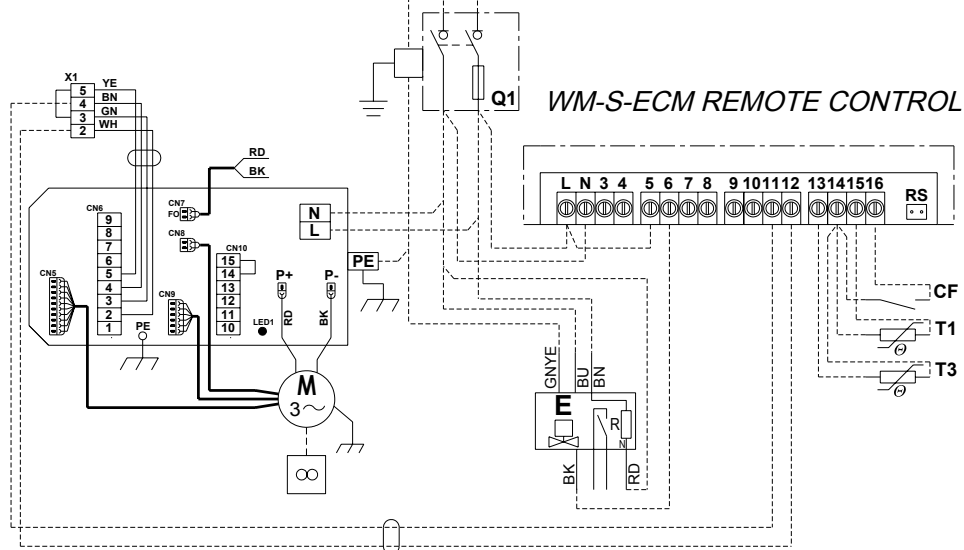 Q1
WM-S-ECM REMOTE CONTROL
X1
5 YE
4 BN
3 GN
2 WH
RD
BK
L N 3 4 5 6 7 8 9 10 11 12 13 14 15 16
RS
CN7
FO
CN6
9
8
7
6
5
4
3
2
1
CN8
N
L
CN10
15
14
13
12
11
10
PE
CN5
CN9
PE
LED1
P+ P-
RD BK
CF
T1
Θ
T3
Θ
M
3~
GNYE BU BN
E
R
N
BK RD